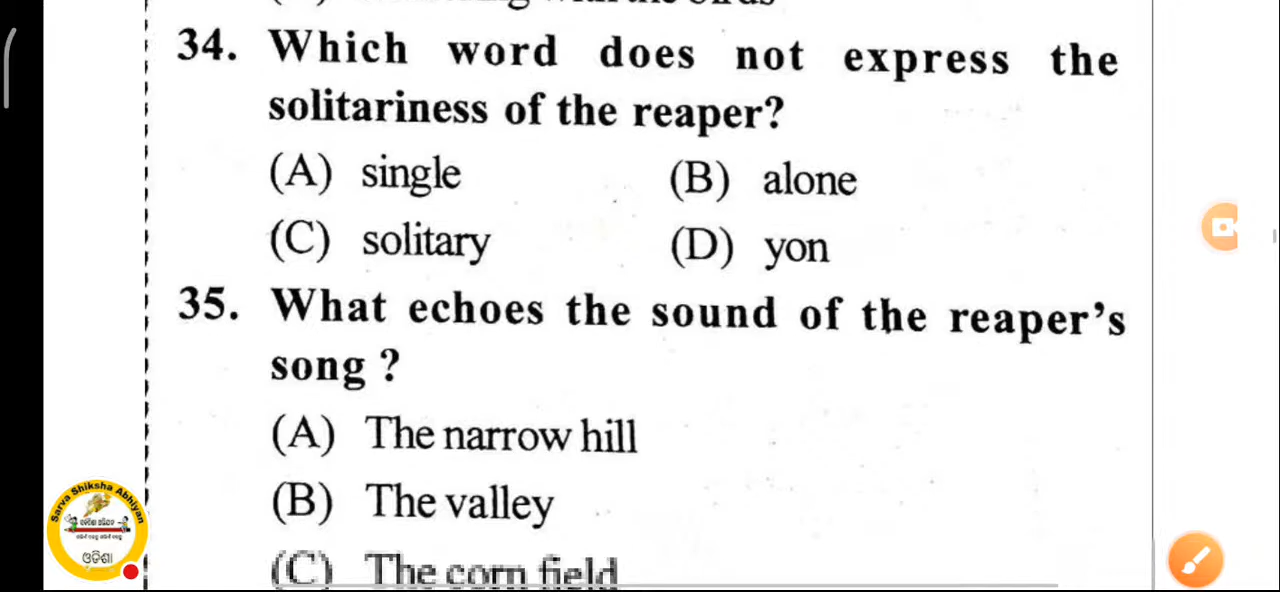 34. Which word does not express the
solitariness of the reaper?
(A) single (B) alone
(C) solitary (D) yon
35. What echoes the sound of the reaper's
song ?
(A) The narrow hill
(B) The valley
(C) The corn field
Sarva Shiksha Abhiyan
ଓଡିଶା